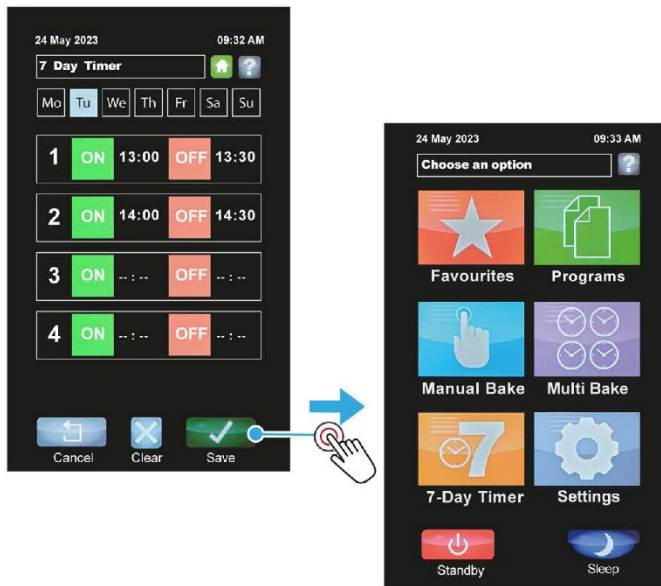 24 May 2023 09:32 AM
7 Day Timer ?
Mo Tu We Th Fr Sa Su
1 ON 13:00 OFF 13:30
2 ON 14:00 OFF 14:30
3 ON --:-- OFF --:--
4 ON --:-- OFF --:--
Cancel Clear Save
24 May 2023 09:33 AM
Choose an option ?
Favourites Programs
Manual Bake Multi Bake
7
7-Day Timer Settings
Standby Sleep